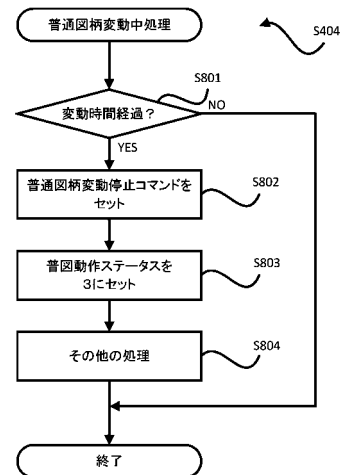 普通図柄変動中処理
S404
S801
変動時間経過？
NO
YES
普通図柄変動停止コマンドを
セット
S802
普図動作ステータスを
3にセット
S803
その他の処理
S804
終了